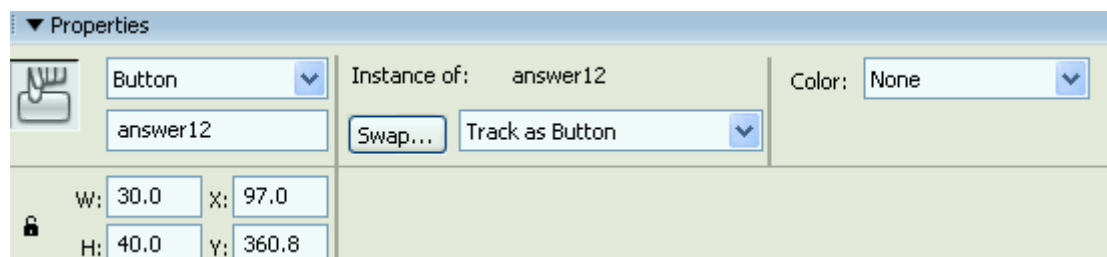 ▼ Properties
Button
Instance of: answer12
Color: None
answer12
Swap... Track as Button
W: 30.0 X: 97.0
H: 40.0 Y: 360.8